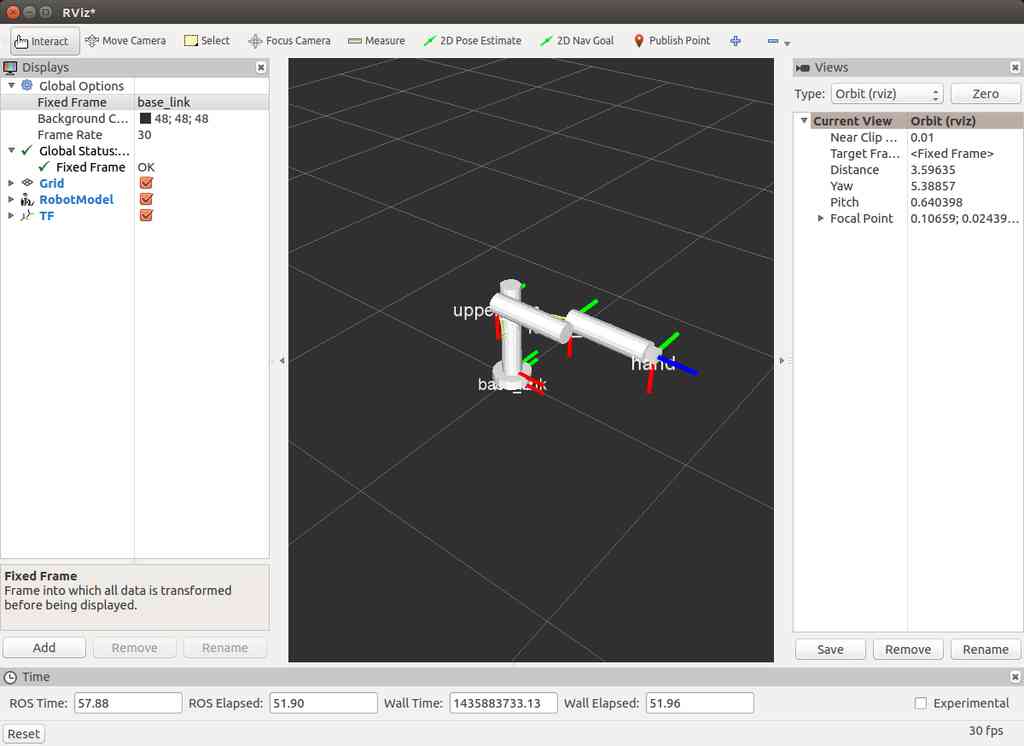 RViz*
Interact Move Camera Select Focus Camera Measure 2D Pose Estimate 2D Nav Goal Publish Point
Displays
Global Options
Fixed Frame base_link
Background C... 48; 48; 48
Frame Rate 30
Global Status:...
Fixed Frame OK
Grid
RobotModel
TF
Fixed Frame
Frame into which all data is transformed
before being displayed.
Add Remove Rename
hand
Views
Type: Orbit (rviz) Zero
Current View Orbit (rviz)
Near Clip ... 0.01
Target Fra... <Fixed Frame>
Distance 3.59635
Yaw 5.38857
Pitch 0.640398
Focal Point 0.10659; 0.02439...
Save Remove Rename
Time
ROS Time: 57.88 ROS Elapsed: 51.90 Wall Time: 1435883733.13 Wall Elapsed: 51.96 Experimental
Reset 30 fps